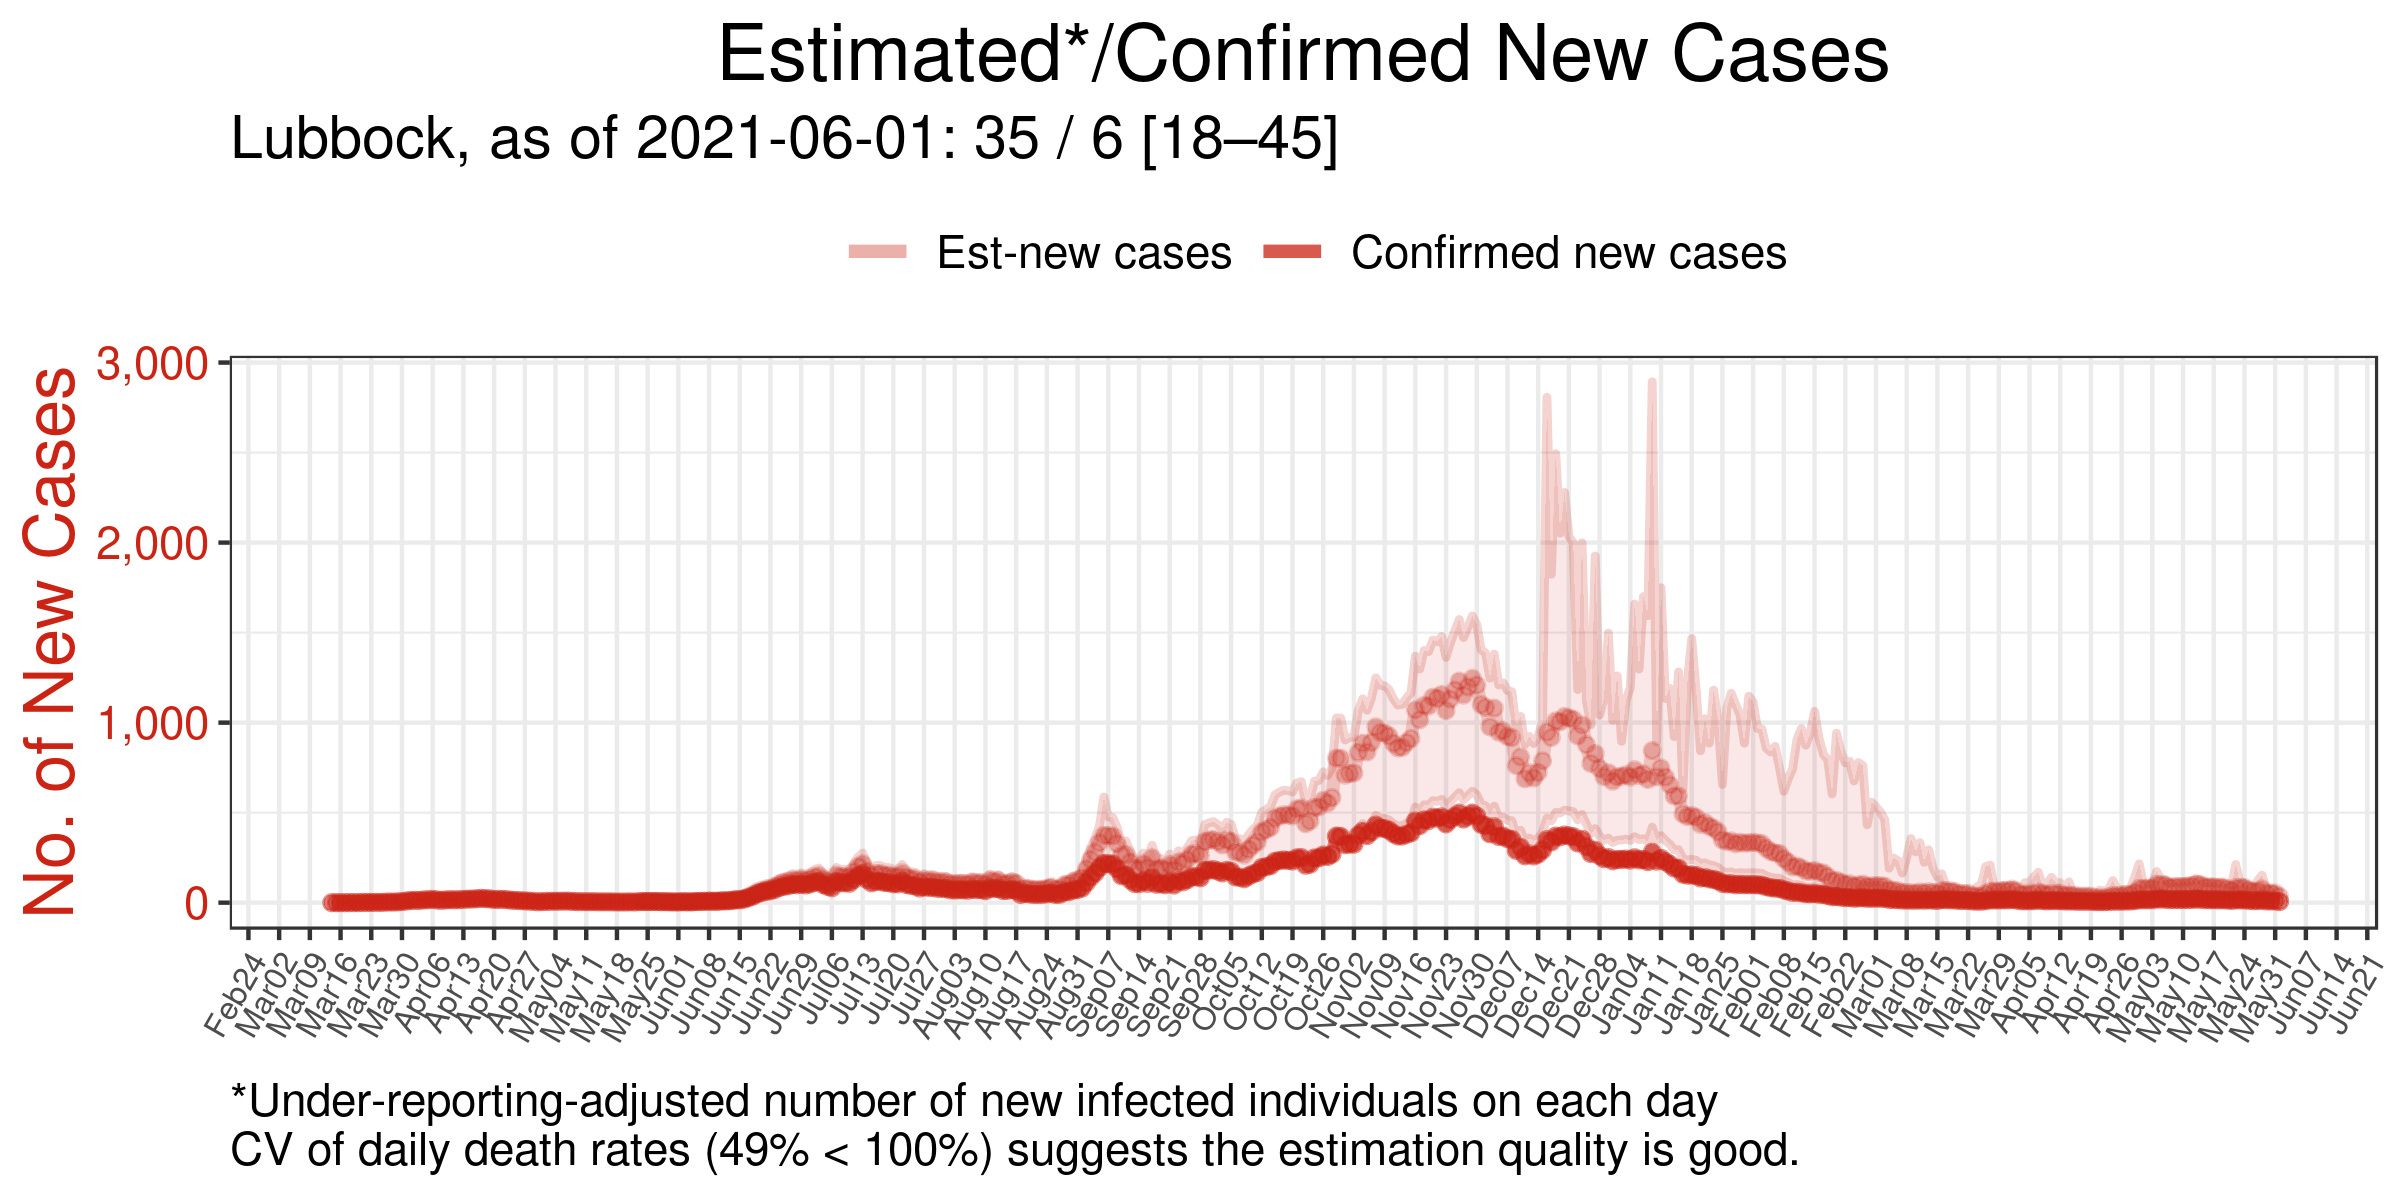 Estimated*/Confirmed New Cases
Lubbock, as of 2021-06-01: 35 / 6 [18–45]
Est-new cases Confirmed new cases
No. of New Cases
3,000
2,000
1,000
0
Feb24 Mar02 Mar09 Mar16 Mar23 Mar30 Apr06 Apr13 Apr20 Apr27 May04 May11 May18 May25 Jun01 Jun08 Jun15 Jun22 Jun29 Jul06 Jul13 Jul20 Jul27 Aug03 Aug10 Aug17 Aug24 Aug31 Sep07 Sep14 Sep21 Sep28 Oct05 Oct12 Oct19 Oct26 Nov02 Nov09 Nov16 Nov23 Nov30 Dec07 Dec14 Dec21 Dec28 Jan04 Jan11 Jan18 Jan25 Feb01 Feb08 Feb15 Feb22 Mar01 Mar08 Mar15 Mar22 Mar29 Apr05 Apr12 Apr19 Apr26 May03 May10 May17 May24 May31 Jun07 Jun14 Jun21
*Under-reporting-adjusted number of new infected individuals on each day
CV of daily death rates (49% < 100%) suggests the estimation quality is good.